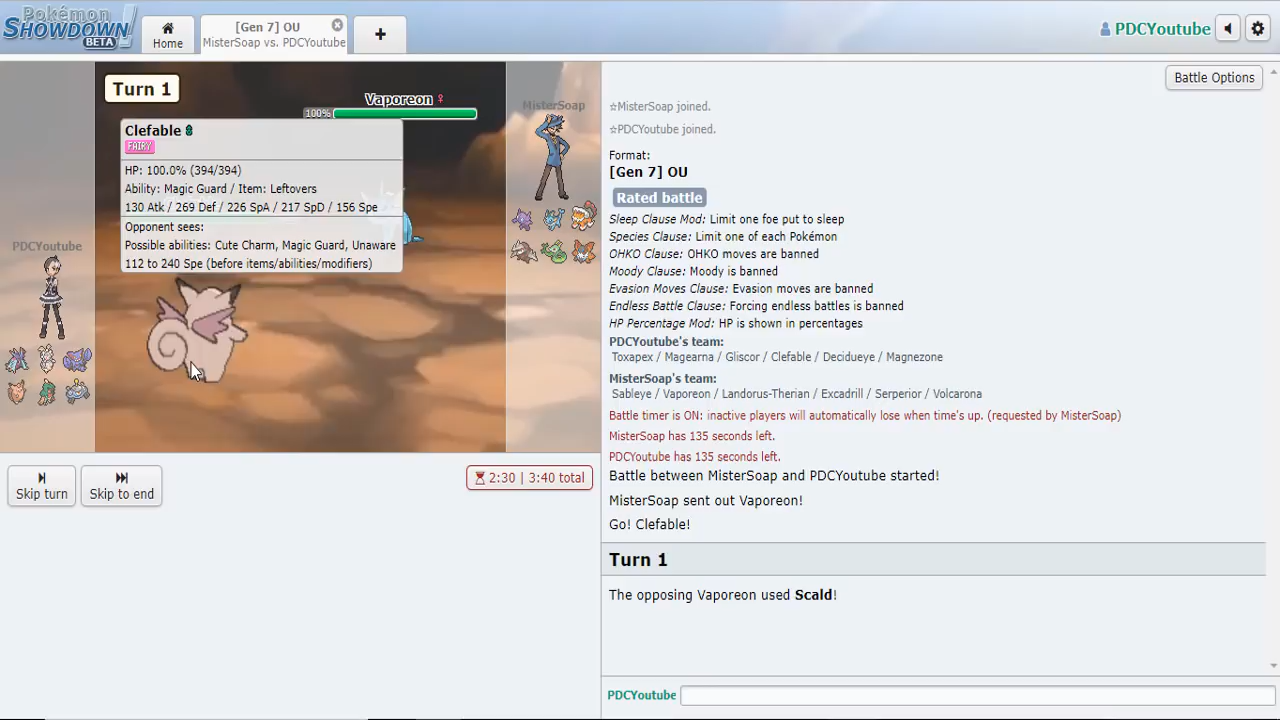 Pokémon
SHOWDOWN!
BETA
Home
[Gen 7] OU
MisterSoap vs. PDCYoutube
+
PDCYoutube
Turn 1
Vaporeon ♀
100%
Clefable
FAIRY
HP: 100.0% (394/394)
Ability: Magic Guard / Item: Leftovers
130 Atk / 269 Def / 226 SpA / 217 SpD / 156 Spe
Opponent sees:
Possible abilities: Cute Charm, Magic Guard, Unaware
112 to 240 Spe (before items/abilities/modifiers)
PDCYoutube
MisterSoap
Skip turn
Skip to end
2:30 | 3:40 total
Battle Options
☆MisterSoap joined.
☆PDCYoutube joined.
Format:
[Gen 7] OU
Rated battle
Sleep Clause Mod: Limit one foe put to sleep
Species Clause: Limit one of each Pokémon
OHKO Clause: OHKO moves are banned
Moody Clause: Moody is banned
Evasion Moves Clause: Evasion moves are banned
Endless Battle Clause: Forcing endless battles is banned
HP Percentage Mod: HP is shown in percentages
PDCYoutube's team:
Toxapex / Magearna / Gliscor / Clefable / Decidueye / Magnezone
MisterSoap's team:
Sableye / Vaporeon / Landorus-Therian / Excadrill / Serperior / Volcarona
Battle timer is ON: inactive players will automatically lose when time's up. (requested by MisterSoap)
MisterSoap has 135 seconds left.
PDCYoutube has 135 seconds left.
Battle between MisterSoap and PDCYoutube started!
MisterSoap sent out Vaporeon!
Go! Clefable!
Turn 1
The opposing Vaporeon used Scald!
PDCYoutube